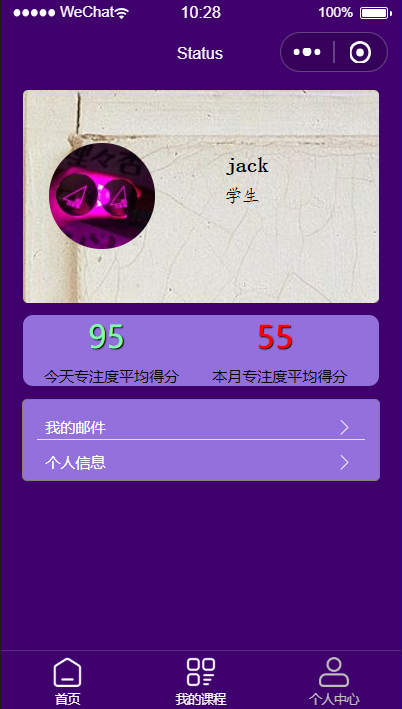 WeChat 10:28 100%
Status
jack
学生
95 55
今天专注度平均得分 本月专注度平均得分
我的邮件
个人信息
首页 我的课程 个人中心